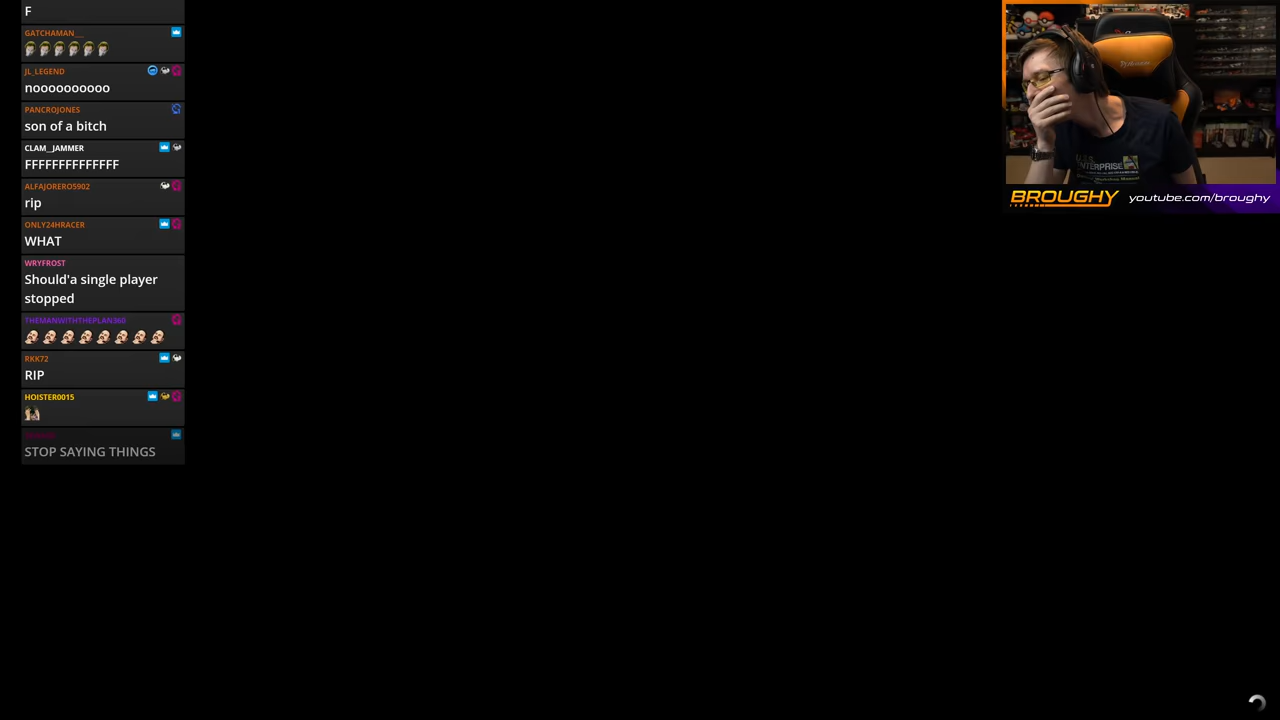 F
GATCHAMAN__
JL_LEGEND
nooooooooooo
PANCROJONES
son of a bitch
CLAM_JAMMER
FFFFFFFFFFFFFF
ALFAJORERO5902
rip
ONLY24HRACER
WHAT
WRYFROST
Should'a single player
stopped
THEMANWITHTHEPLAN360
RKK72
RIP
HOISTER0015
STOP SAYING THINGS
ENTERPRISE
BROUGHY youtube.com/broughy